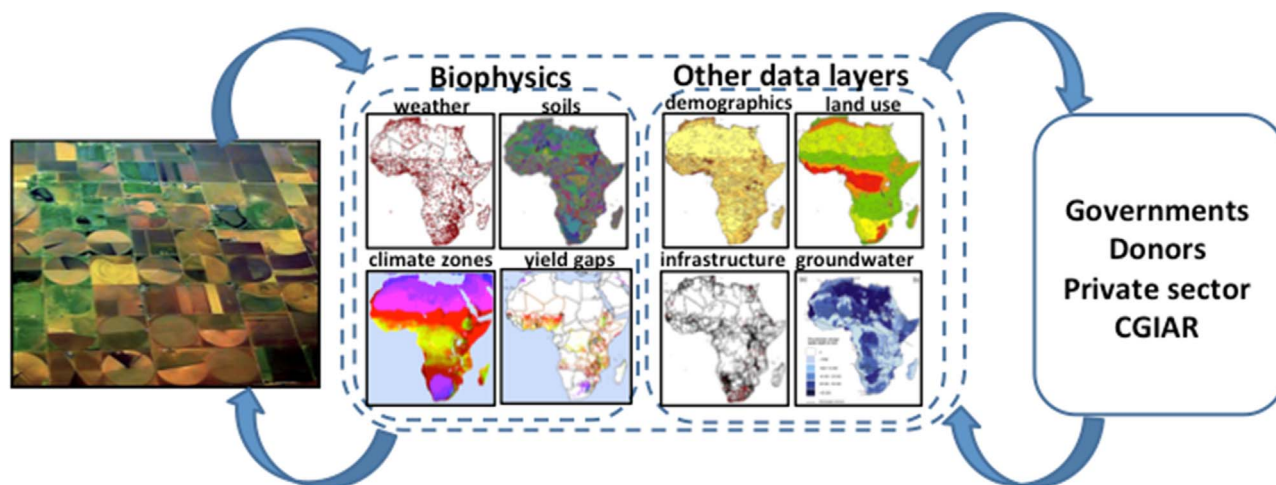 Biophysics
Other data layers
weather
soils
demographics
land use
climate zones
yield gaps
infrastructure
groundwater
Governments
Donors
Private sector
CGIAR